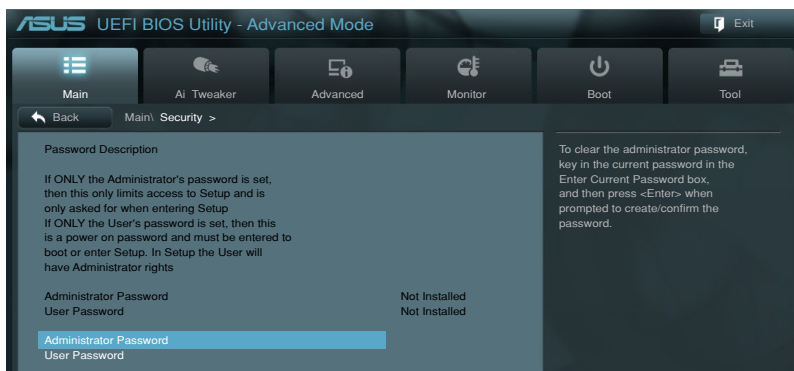 ASUS UEFI BIOS Utility - Advanced Mode
Exit
Main
Ai Tweaker
Advanced
Monitor
Boot
Tool
Back
Main\ Security >
Password Description
If ONLY the Administrator's password is set,
then this only limits access to Setup and is
only asked for when entering Setup
If ONLY the User's password is set, then this
is a power on password and must be entered to
boot or enter Setup. In Setup the User will
have Administrator rights
Administrator Password Not Installed
User Password Not Installed
Administrator Password
User Password
To clear the administrator password,
key in the current password in the
Enter Current Password box,
and then press <Enter> when
prompted to create/confirm the
password.